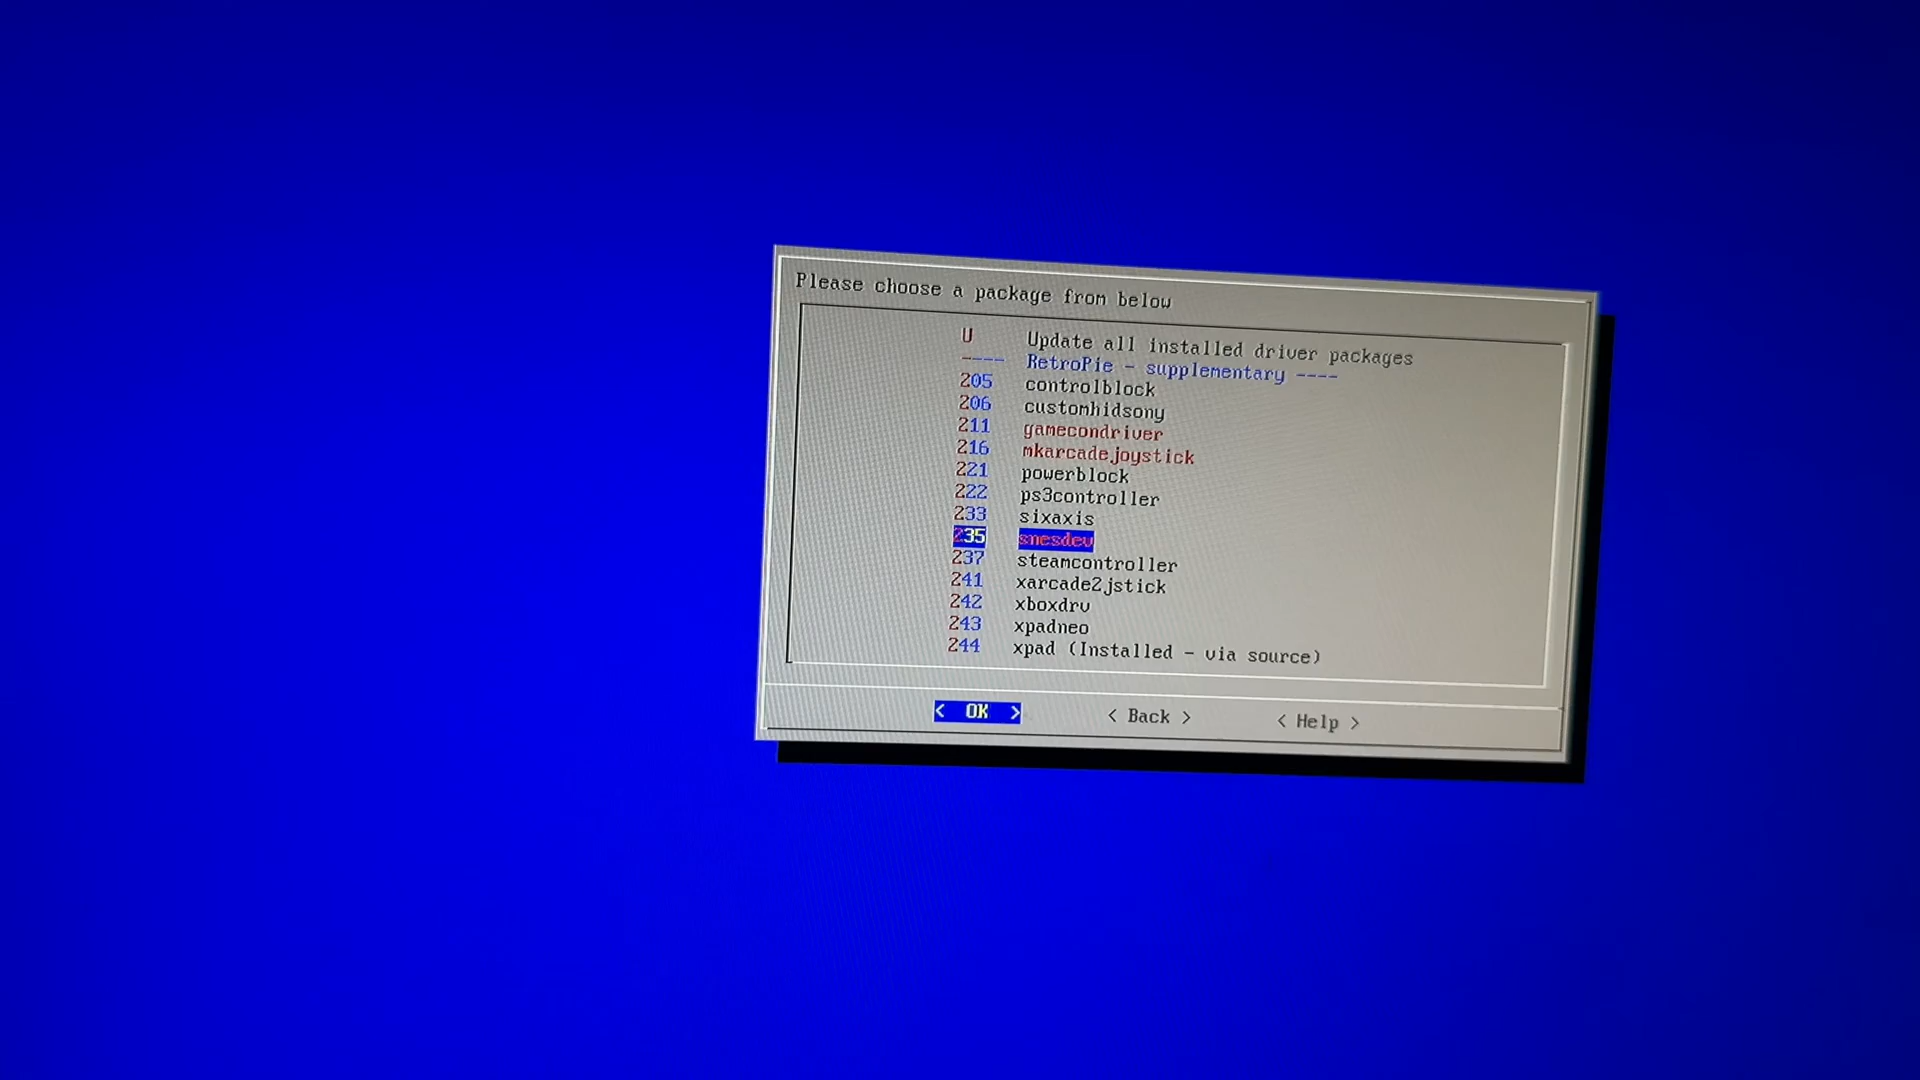 Please choose a package from below
U Update all installed driver packages
---- RetroPie - supplementary ----
205 controlblock
206 customhidsony
211 gamecondriver
216 mkarcadejoystick
221 powerblock
222 ps3controller
233 sixaxis
235 snesdev
237 steamcontroller
241 xarcade2jstick
242 xboxdrv
243 xpadneo
244 xpad (Installed - via source)
< OK > < Back > < Help >